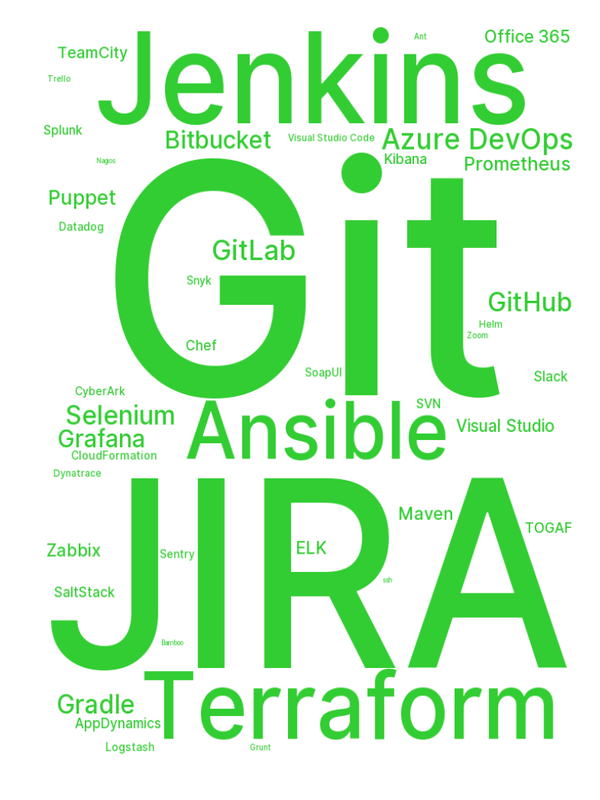 Jenkins
Ant
Office 365
TeamCity
Trello
Splunk
Bitbucket
Visual Studio Code
Azure DevOps
Nagios
Kibana
Prometheus
Puppet
Datadog
Git
GitLab
Snyk
GitHub
Helm
Zoom
Chef
SoapUI
Slack
CyberArk
SVN
Selenium
Ansible
Visual Studio
Grafana
CloudFormation
Dynatrace
JIRA
Maven
TOGAF
Zabbix
Sentry
ELK
ssh
SaltStack
Bamboo
Terraform
Gradle
AppDynamics
Logstash
Grunt